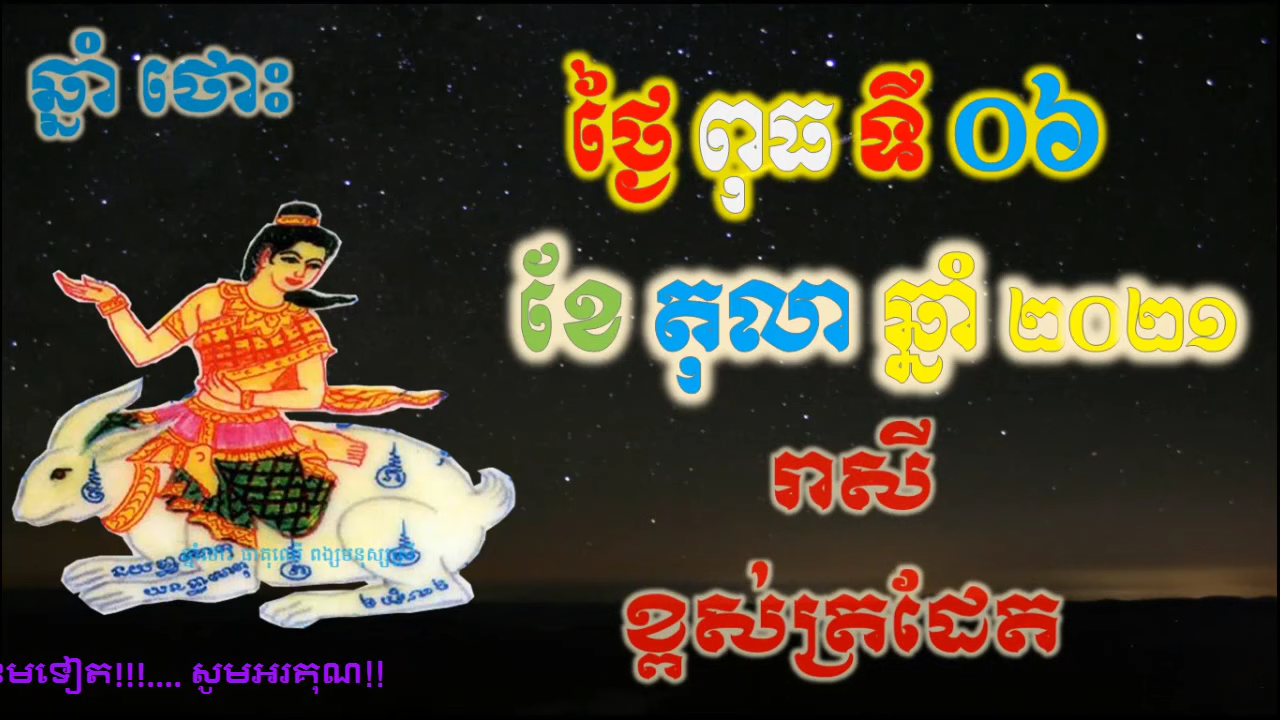 ឆ្នាំ ថោះ
ថ្ងៃ ពុធ ទី ០៦
ខែ តុលា ឆ្នាំ ២០២១
រាសី
ខ្ពស់ត្រដែត
ទៀត!!!.... សូមអរគុណ!!